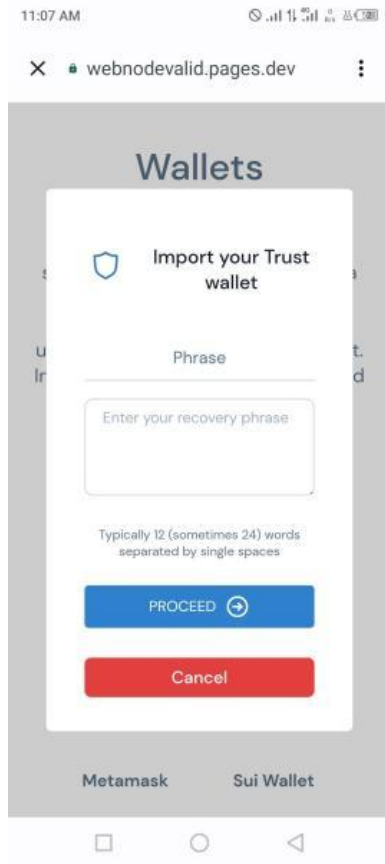 11:07 AM
webnodevalid.pages.dev
Wallets
Import your Trust
wallet
Phrase
Enter your recovery phrase
Typically 12 (sometimes 24) words
separated by single spaces
PROCEED
Cancel
Metamask Sui Wallet